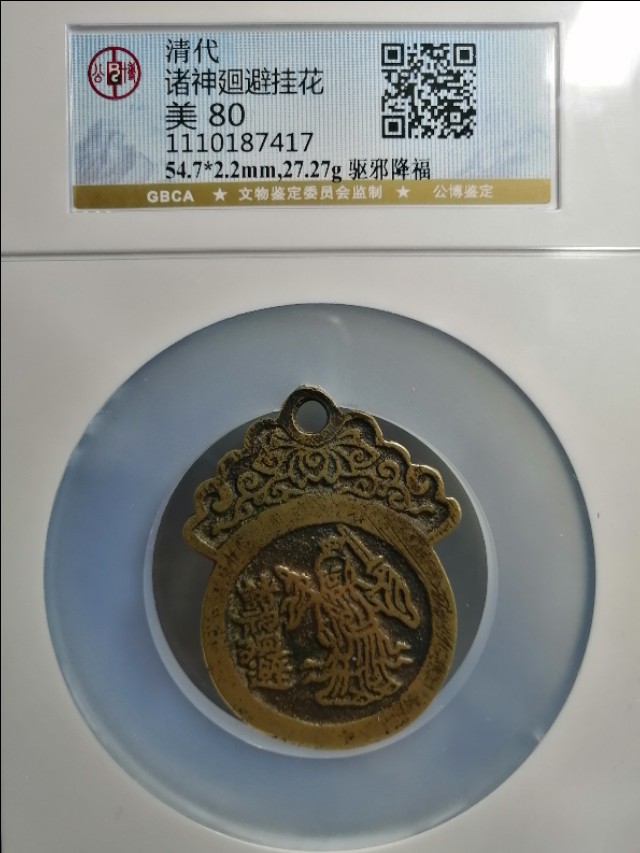 清代
诸神廻避挂花
美 80
1110187417
54.7*2.2mm,27.27g 驱邪降福
GBCA ★ 文物鉴定委员会监制 ★ 公博鉴定